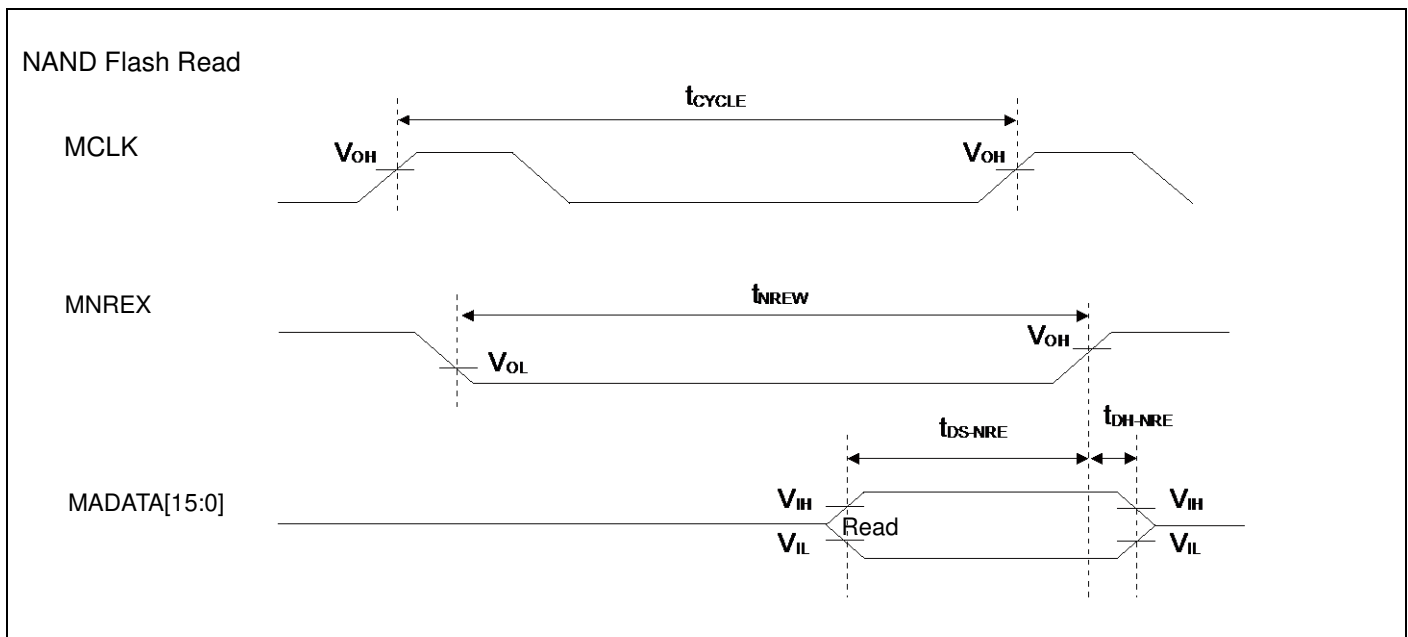 NAND Flash Read
tCYCLE
MCLK
VOH
VOH
tNREW
MNREX
VOH
VOL
tDS-NRE
tDH-NRE
MADATA[15:0]
VIH
VIH
Read
VIL
VIL